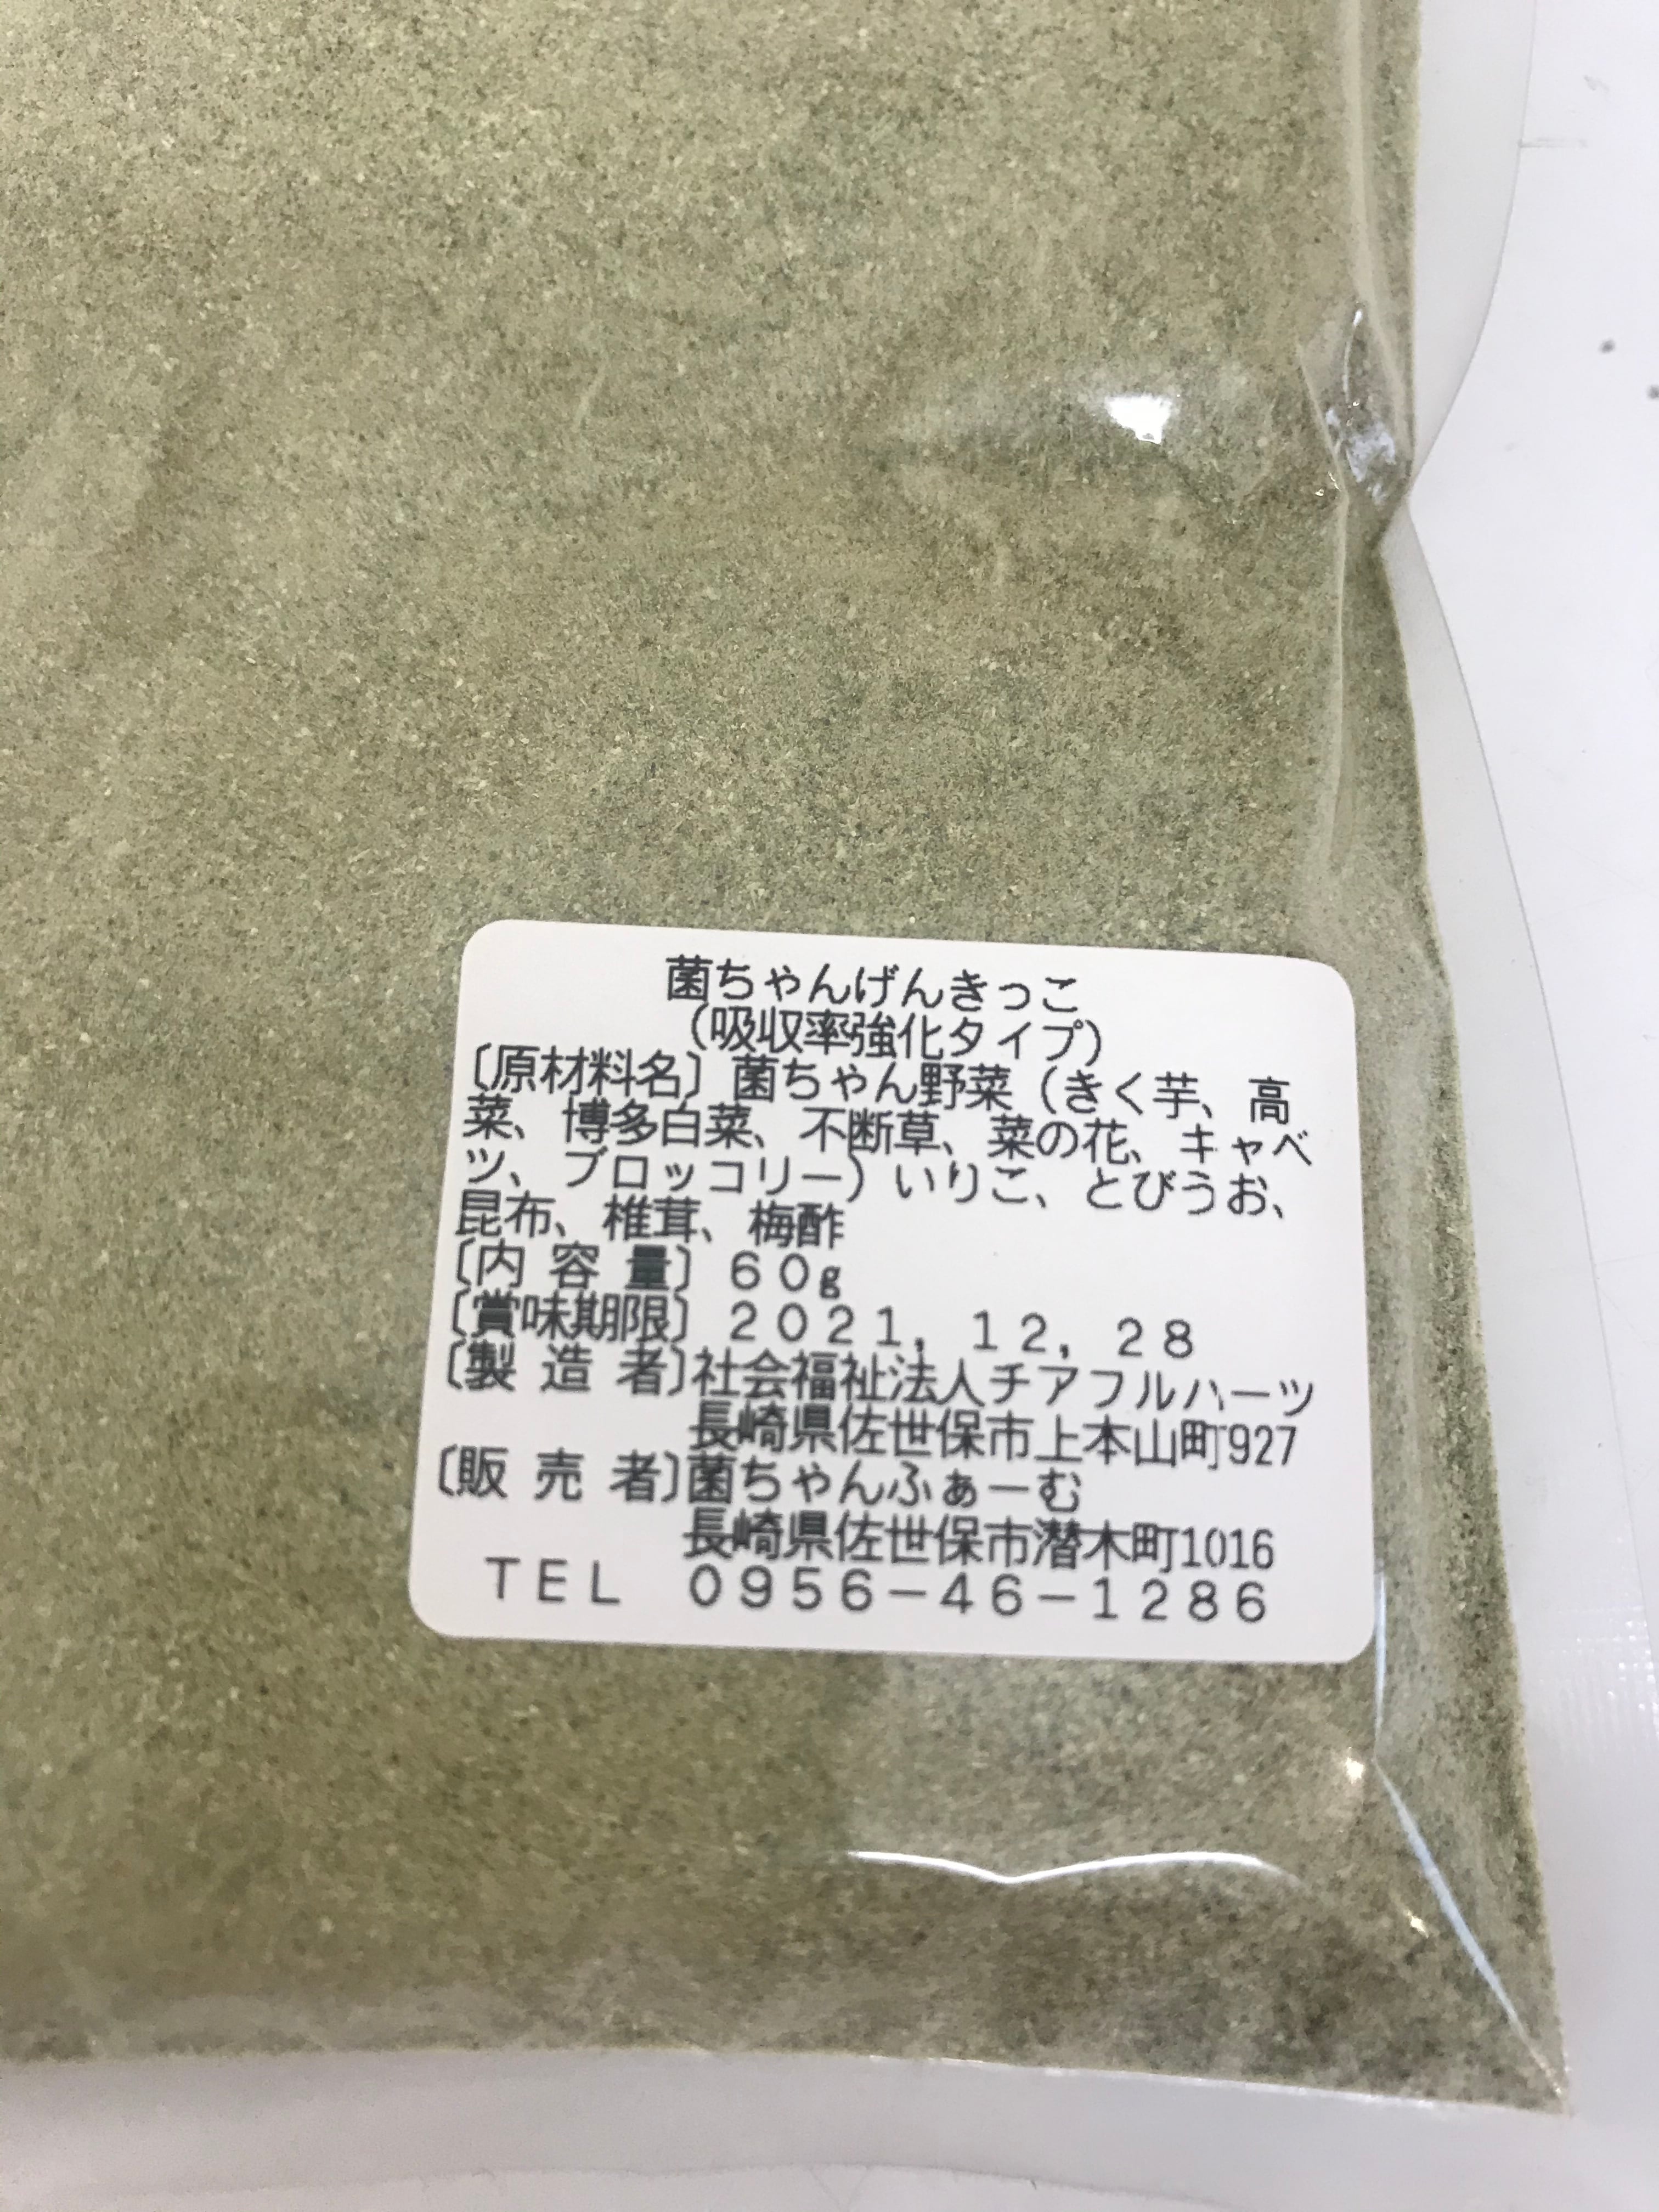 菌ちゃんげんきっこ
(吸収率強化タイプ)
〔原材料名〕菌ちゃん野菜（きく芋、高
菜、博多白菜、不断草、菜の花、キャベ
ツ、ブロッコリー）いりこ、とびうお、
昆布、椎茸、梅酢
〔内 容 量〕６０g
〔賞味期限〕２０２１，１２，２８
〔製 造 者〕社会福祉法人チアフルハーツ
長崎県佐世保市上本山町927
〔販 売 者〕菌ちゃんふぁーむ
長崎県佐世保市潜木町1016
ＴＥＬ ０９５６－４６－１２８６